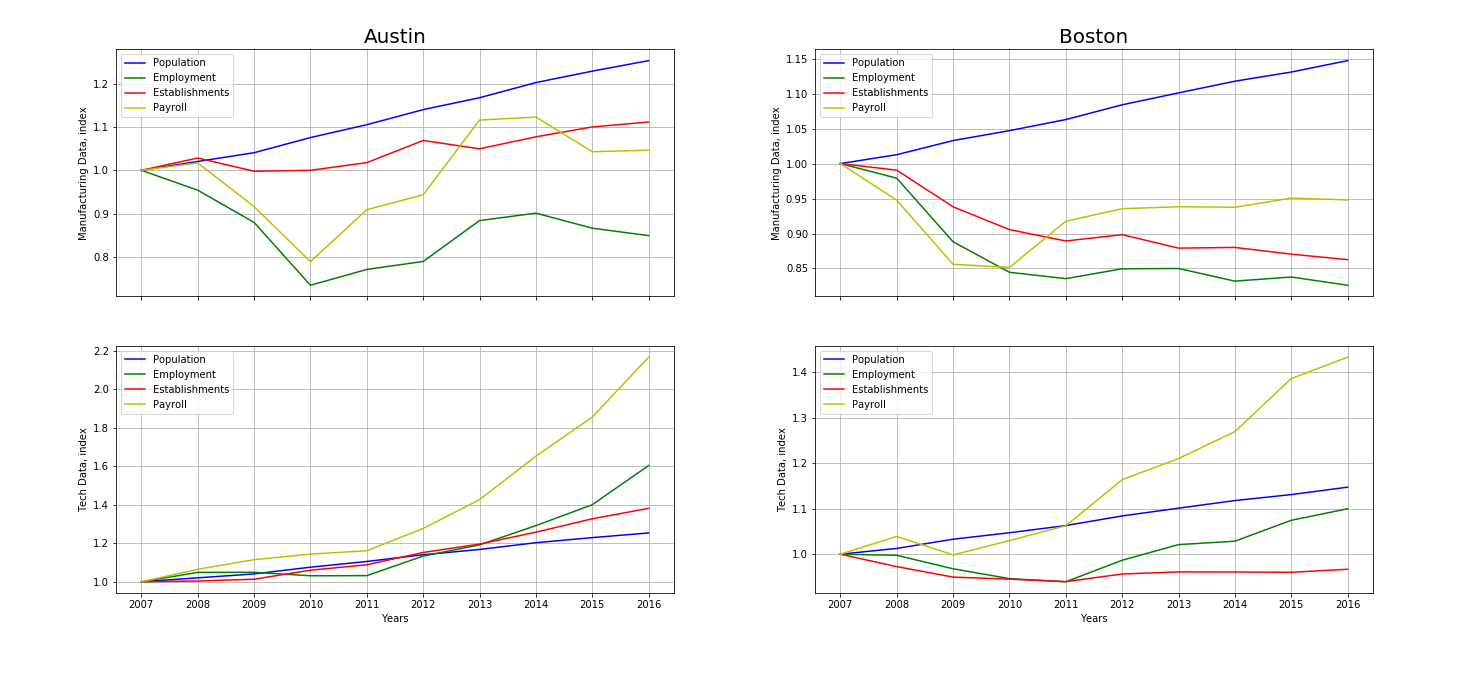 Austin
Population
Employment
Establishments
Payroll
1.2
1.1
1.0
0.9
0.8
Manufacturing Data, index
Boston
Population
Employment
Establishments
Payroll
1.15
1.10
1.05
1.00
0.95
0.90
0.85
Manufacturing Data, index
Population
Employment
Establishments
Payroll
2.2
2.0
1.8
1.6
1.4
1.2
1.0
Tech Data, index
2007 2008 2009 2010 2011 2012 2013 2014 2015 2016
Years
Population
Employment
Establishments
Payroll
1.4
1.3
1.2
1.1
1.0
Tech Data, index
2007 2008 2009 2010 2011 2012 2013 2014 2015 2016
Years